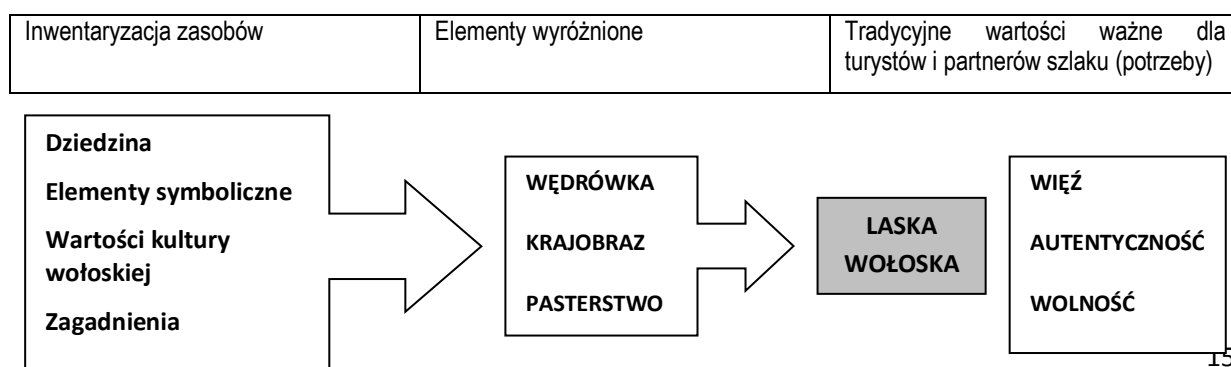 Inwentaryzacja zasobów
Elementy wyróżnione
Tradycyjne wartości ważne dla
turystów i partnerów szlaku (potrzeby)
Dziedzina
Elementy symboliczne
Wartości kultury
wołoskiej
Zagadnienia
WĘDRÓWKA
KRAJOBRAZ
PASTERSTWO
LASKA
WOŁOSKA
WIĘŹ
AUTENTYCZNOŚĆ
WOLNOŚĆ
15